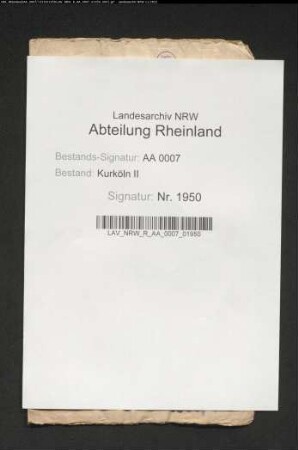 Landesarchiv NRW
Abteilung Rheinland
Bestands-Signatur: AA 0007
Bestand: Kurköln II
Signatur: Nr. 1950
LAV_NRW_R_AA_0007_01950